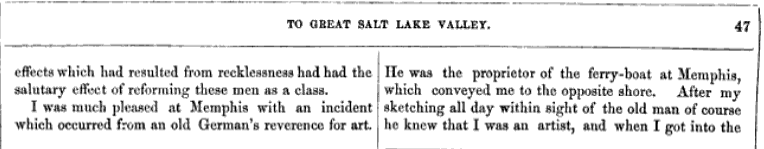 TO GREAT SALT LAKE VALLEY. 47
effects which had resulted from recklessness had had the
salutary effect of reforming these men as a class.
I was much pleased at Memphis with an incident
which occurred from an old German's reverence for art.
He was the proprietor of the ferry-boat at Memphis,
which conveyed me to the opposite shore. After my
sketching all day within sight of the old man of course
he knew that I was an artist, and when I got into the